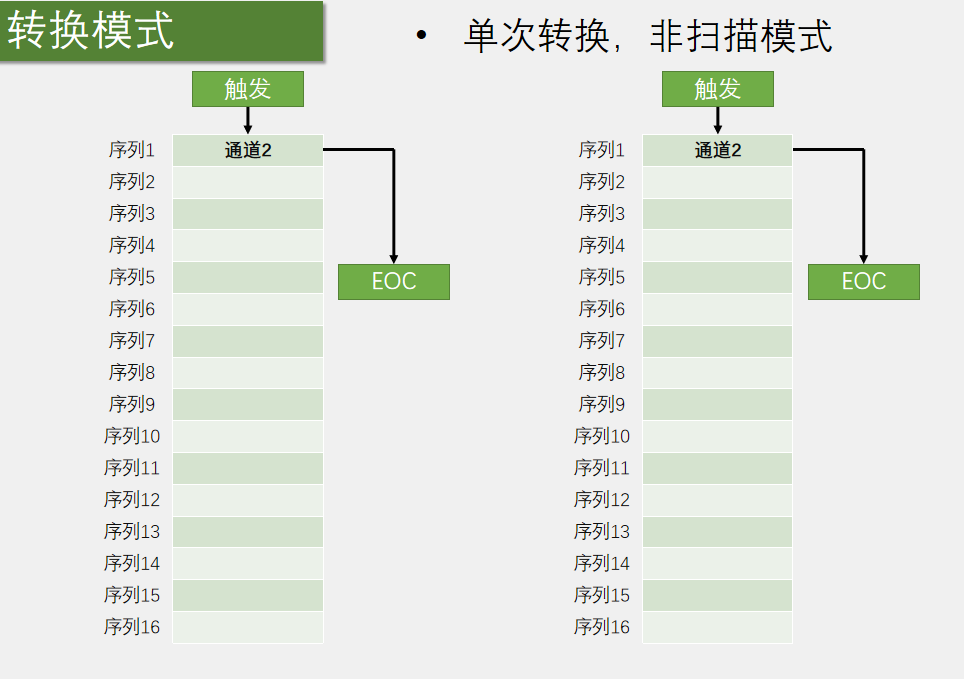 转换模式
• 单次转换，非扫描模式
触发
序列1 通道2
序列2
序列3
序列4
序列5
EOC
序列6
序列7
序列8
序列9
序列10
序列11
序列12
序列13
序列14
序列15
序列16
触发
序列1 通道2
序列2
序列3
序列4
序列5
EOC
序列6
序列7
序列8
序列9
序列10
序列11
序列12
序列13
序列14
序列15
序列16